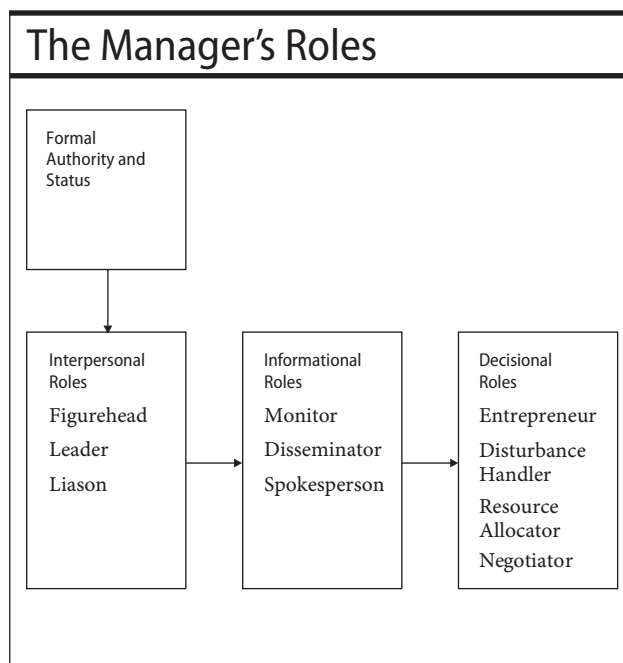 The Manager’s Roles
Formal
Authority and
Status
Interpersonal
Roles
Figurehead
Leader
Liason
Informational
Roles
Monitor
Disseminator
Spokesperson
Decisional
Roles
Entrepreneur
Disturbance
Handler
Resource
Allocator
Negotiator